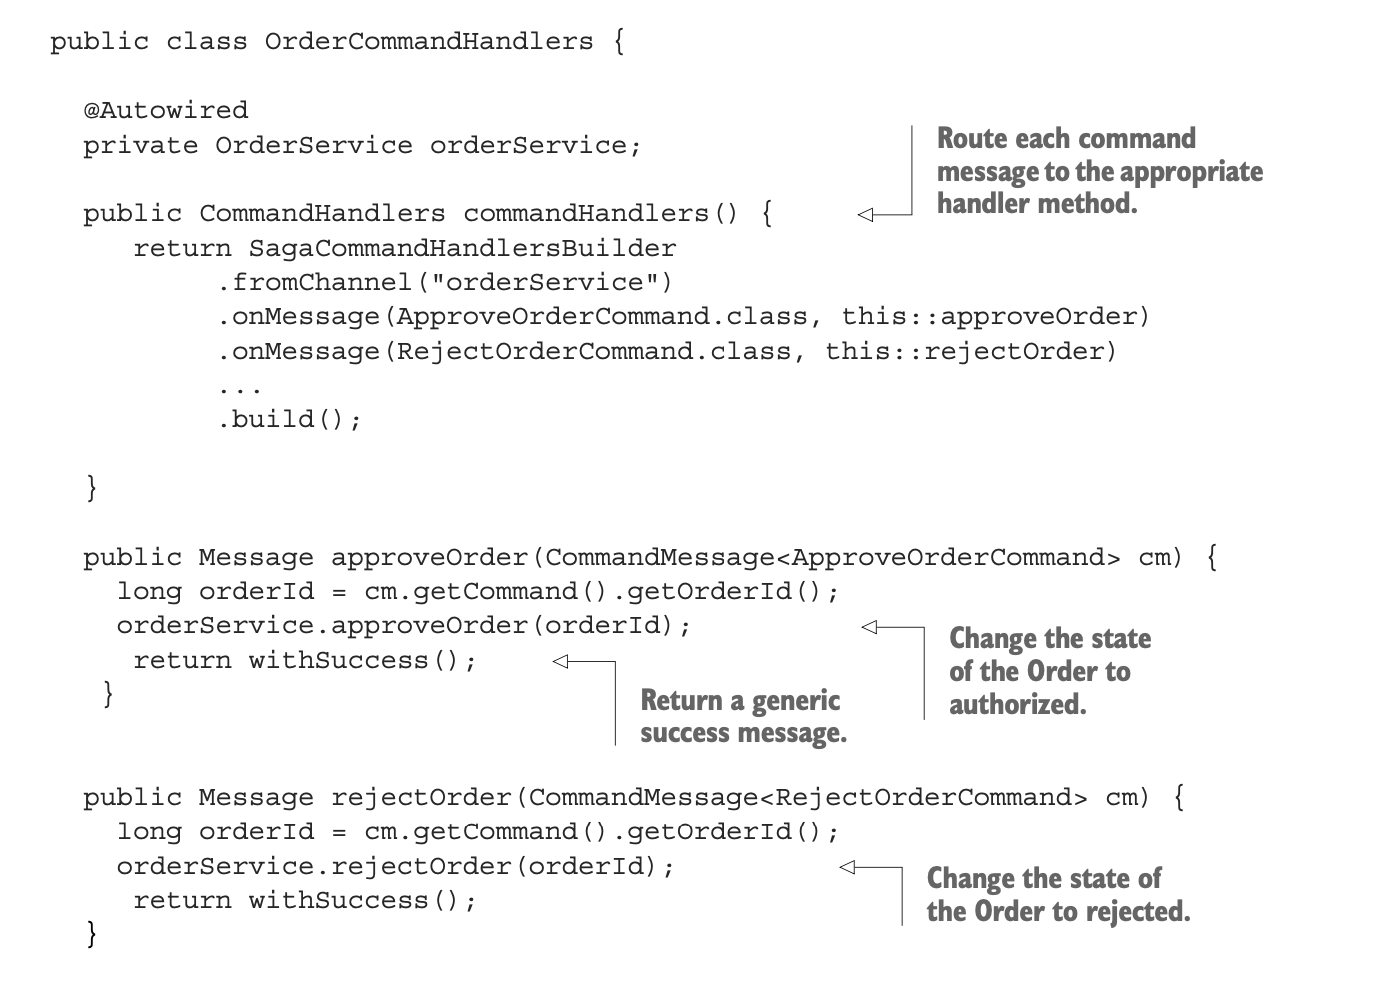 public class OrderCommandHandlers {
@Autowired
private OrderService orderService;
Route each command
message to the appropriate
handler method.
public CommandHandlers commandHandlers() {
return SagaCommandHandlersBuilder
.fromChannel("orderService")
.onMessage(ApproveOrderCommand.class, this::approveOrder)
.onMessage(RejectOrderCommand.class, this::rejectOrder)
...
.build();
}
public Message approveOrder(CommandMessage<ApproveOrderCommand> cm) {
long orderId = cm.getCommand().getOrderId();
orderService.approveOrder(orderId);
Change the state
of the Order to
authorized.
return withSuccess();
Return a generic
success message.
}
public Message rejectOrder(CommandMessage<RejectOrderCommand> cm) {
long orderId = cm.getCommand().getOrderId();
orderService.rejectOrder(orderId);
Change the state of
the Order to rejected.
return withSuccess();
}